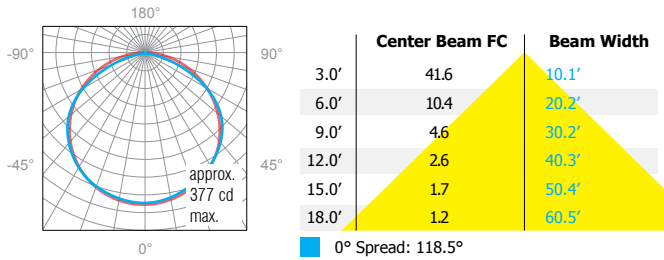 180°
-90°
90°
-45°
45°
approx.
377 cd
max.
0°
Center Beam FC Beam Width
3.0′ 41.6 10.1′
6.0′ 10.4 20.2′
9.0′ 4.6 30.2′
12.0′ 2.6 40.3′
15.0′ 1.7 50.4′
18.0′ 1.2 60.5′
0° Spread: 118.5°